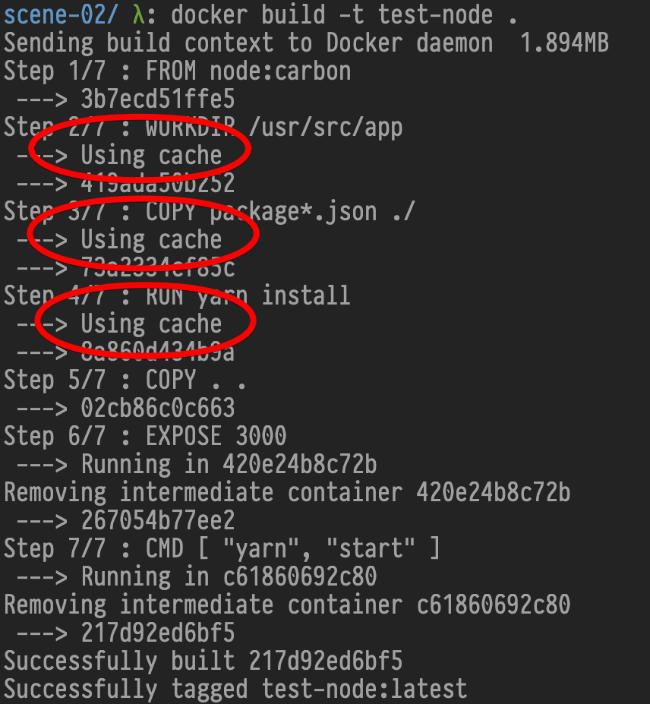 scene-02/ λ: docker build -t test-node .
Sending build context to Docker daemon  1.894MB
Step 1/7 : FROM node:carbon
 ---> 3b7ecd51ffe5
Step 2/7 : WORKDIR /usr/src/app
 ---> Using cache
 ---> 419ada50b252
Step 3/7 : COPY package*.json ./
 ---> Using cache
 ---> 73a2334ef85c
Step 4/7 : RUN yarn install
 ---> Using cache
 ---> 8a860d434b9a
Step 5/7 : COPY . .
 ---> 02cb86c0c663
Step 6/7 : EXPOSE 3000
 ---> Running in 420e24b8c72b
Removing intermediate container 420e24b8c72b
 ---> 267054b77ee2
Step 7/7 : CMD [ "yarn", "start" ]
 ---> Running in c61860692c80
Removing intermediate container c61860692c80
 ---> 217d92ed6bf5
Successfully built 217d92ed6bf5
Successfully tagged test-node:latest